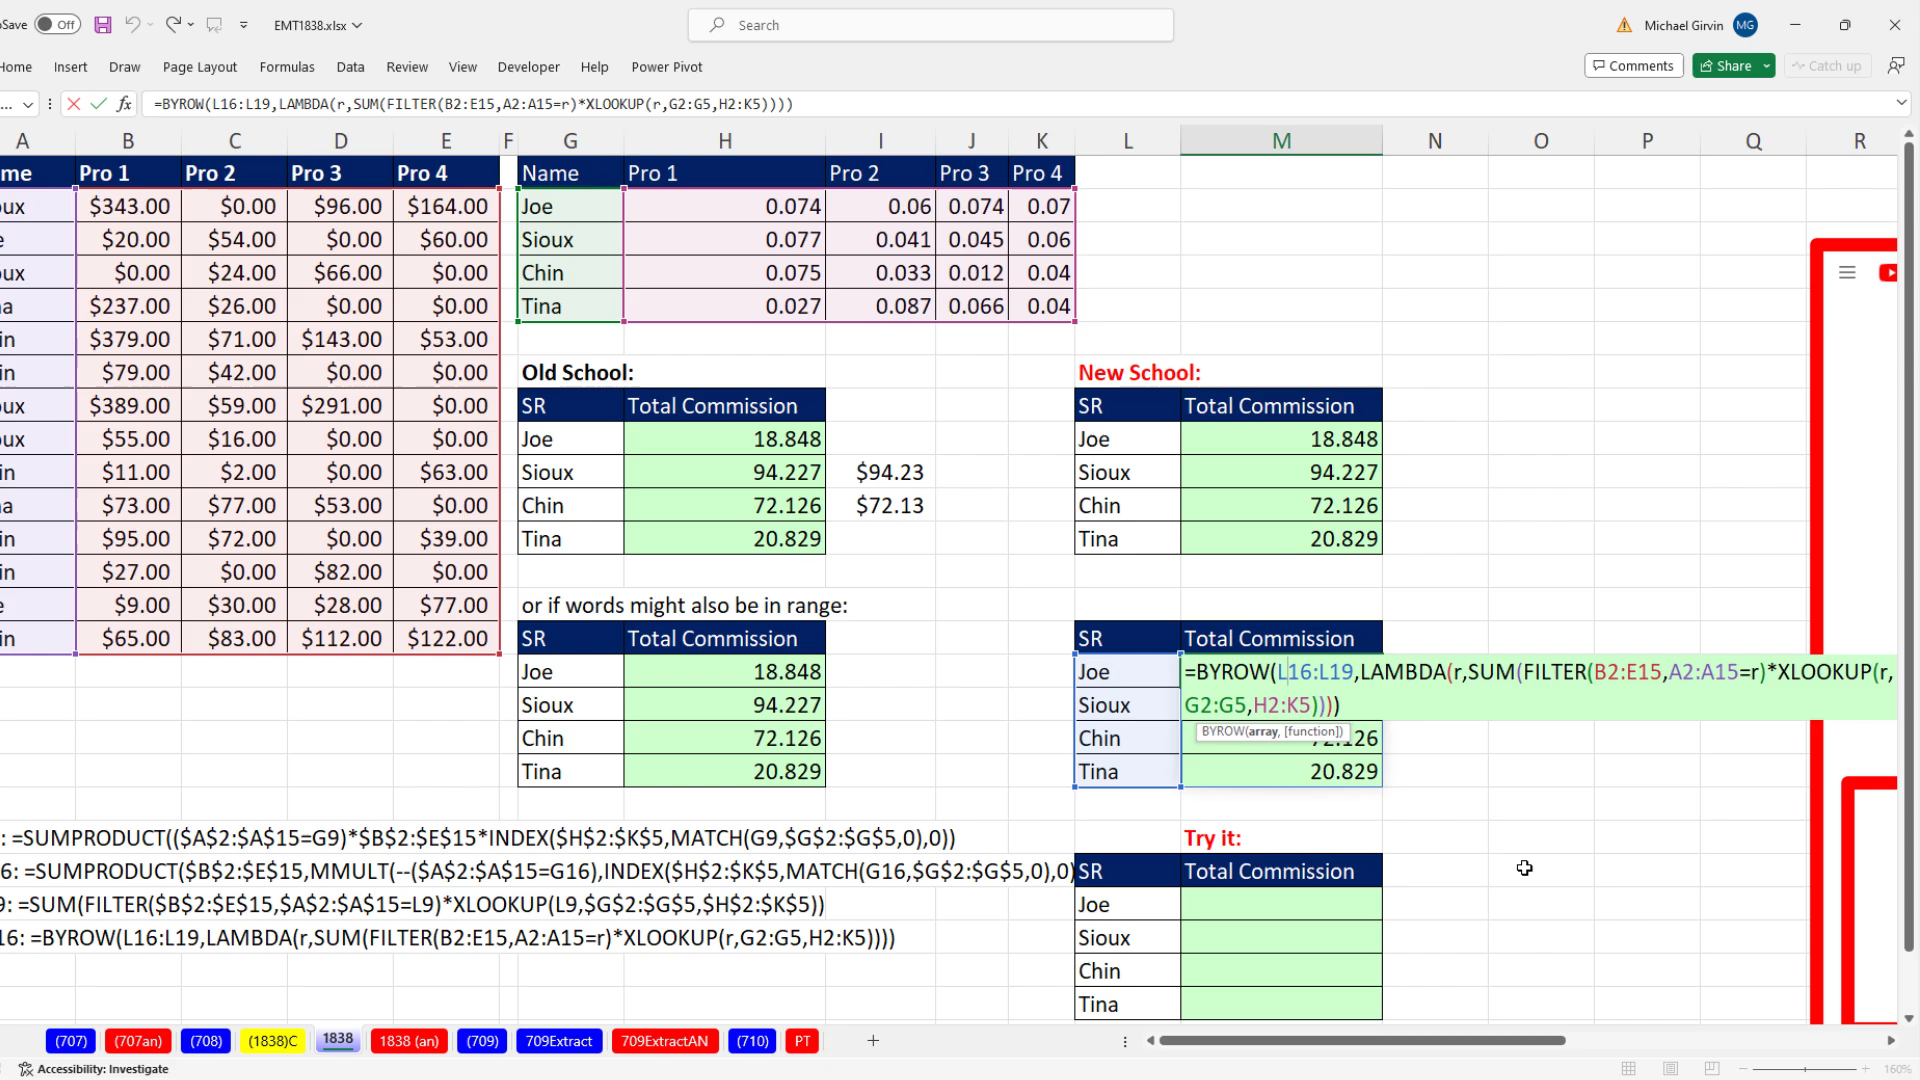 Save Off EMT1838.xlsx Search Michael Girvin MG
Home Insert Draw Page Layout Formulas Data Review View Developer Help Power Pivot Comments Share Catch up
... fx =BYROW(L16:L19,LAMBDA(r,SUM(FILTER(B2:E15,A2:A15=r)*XLOOKUP(r,G2:G5,H2:K5))))
A B C D E F G H I J K L M N O P Q R
me Pro 1 Pro 2 Pro 3 Pro 4 Name Pro 1 Pro 2 Pro 3 Pro 4
oux $343.00 $0.00 $96.00 $164.00 Joe 0.074 0.06 0.074 0.07
e $20.00 $54.00 $0.00 $60.00 Sioux 0.077 0.041 0.045 0.06
oux $0.00 $24.00 $66.00 $0.00 Chin 0.075 0.033 0.012 0.04
na $237.00 $26.00 $0.00 $0.00 Tina 0.027 0.087 0.066 0.04
in $379.00 $71.00 $143.00 $53.00
in $79.00 $42.00 $0.00 $0.00 Old School: New School:
oux $389.00 $59.00 $291.00 $0.00 SR Total Commission SR Total Commission
oux $55.00 $16.00 $0.00 $0.00 Joe 18.848 Joe 18.848
in $11.00 $2.00 $0.00 $63.00 Sioux 94.227 $94.23 Sioux 94.227
na $73.00 $77.00 $53.00 $0.00 Chin 72.126 $72.13 Chin 72.126
in $95.00 $72.00 $0.00 $39.00 Tina 20.829 Tina 20.829
in $27.00 $0.00 $82.00 $0.00
e $9.00 $30.00 $28.00 $77.00 or if words might also be in range:
in $65.00 $83.00 $112.00 $122.00 SR Total Commission SR Total Commission
Joe 18.848 Joe =BYROW(L16:L19,LAMBDA(r,SUM(FILTER(B2:E15,A2:A15=r)*XLOOKUP(r,
Sioux 94.227 Sioux G2:G5,H2:K5))))
BYROW(array, [function])
Chin 72.126 Chin 72.126
Tina 20.829 Tina 20.829
: =SUMPRODUCT(($A$2:$A$15=G9)*$B$2:$E$15*INDEX($H$2:$K$5,MATCH(G9,$G$2:$G$5,0),0)) Try it:
6: =SUMPRODUCT($B$2:$E$15,MMULT(--($A$2:$A$15=G16),INDEX($H$2:$K$5,MATCH(G16,$G$2:$G$5,0),0) SR Total Commission
9: =SUM(FILTER($B$2:$E$15,$A$2:$A$15=L9)*XLOOKUP(L9,$G$2:$G$5,$H$2:$K$5)) Joe
16: =BYROW(L16:L19,LAMBDA(r,SUM(FILTER(B2:E15,A2:A15=r)*XLOOKUP(r,G2:G5,H2:K5)))) Sioux
Chin
Tina
(707) (707an) (708) (1838)C 1838 1838 (an) (709) 709Extract 709ExtractAN (710) PT
Accessibility: Investigate 160%